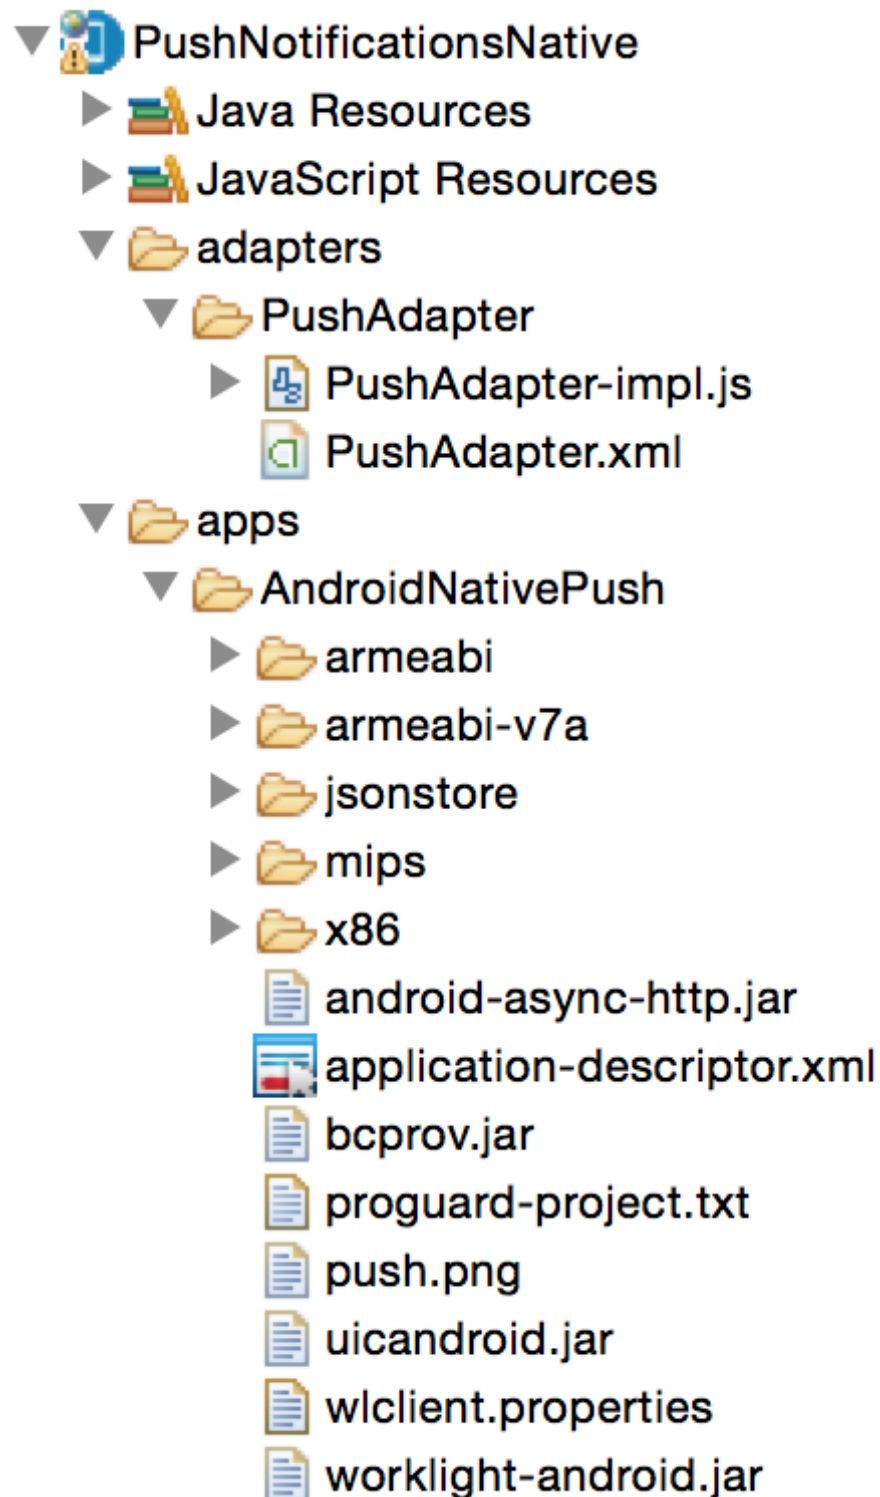 PushNotificationsNative
Java Resources
JavaScript Resources
adapters
PushAdapter
PushAdapter-impl.js
PushAdapter.xml
apps
AndroidNativePush
armeabi
armeabi-v7a
jsonstore
mips
x86
android-async-http.jar
application-descriptor.xml
bcprov.jar
proguard-project.txt
push.png
uicandroid.jar
wlclient.properties
worklight-android.jar